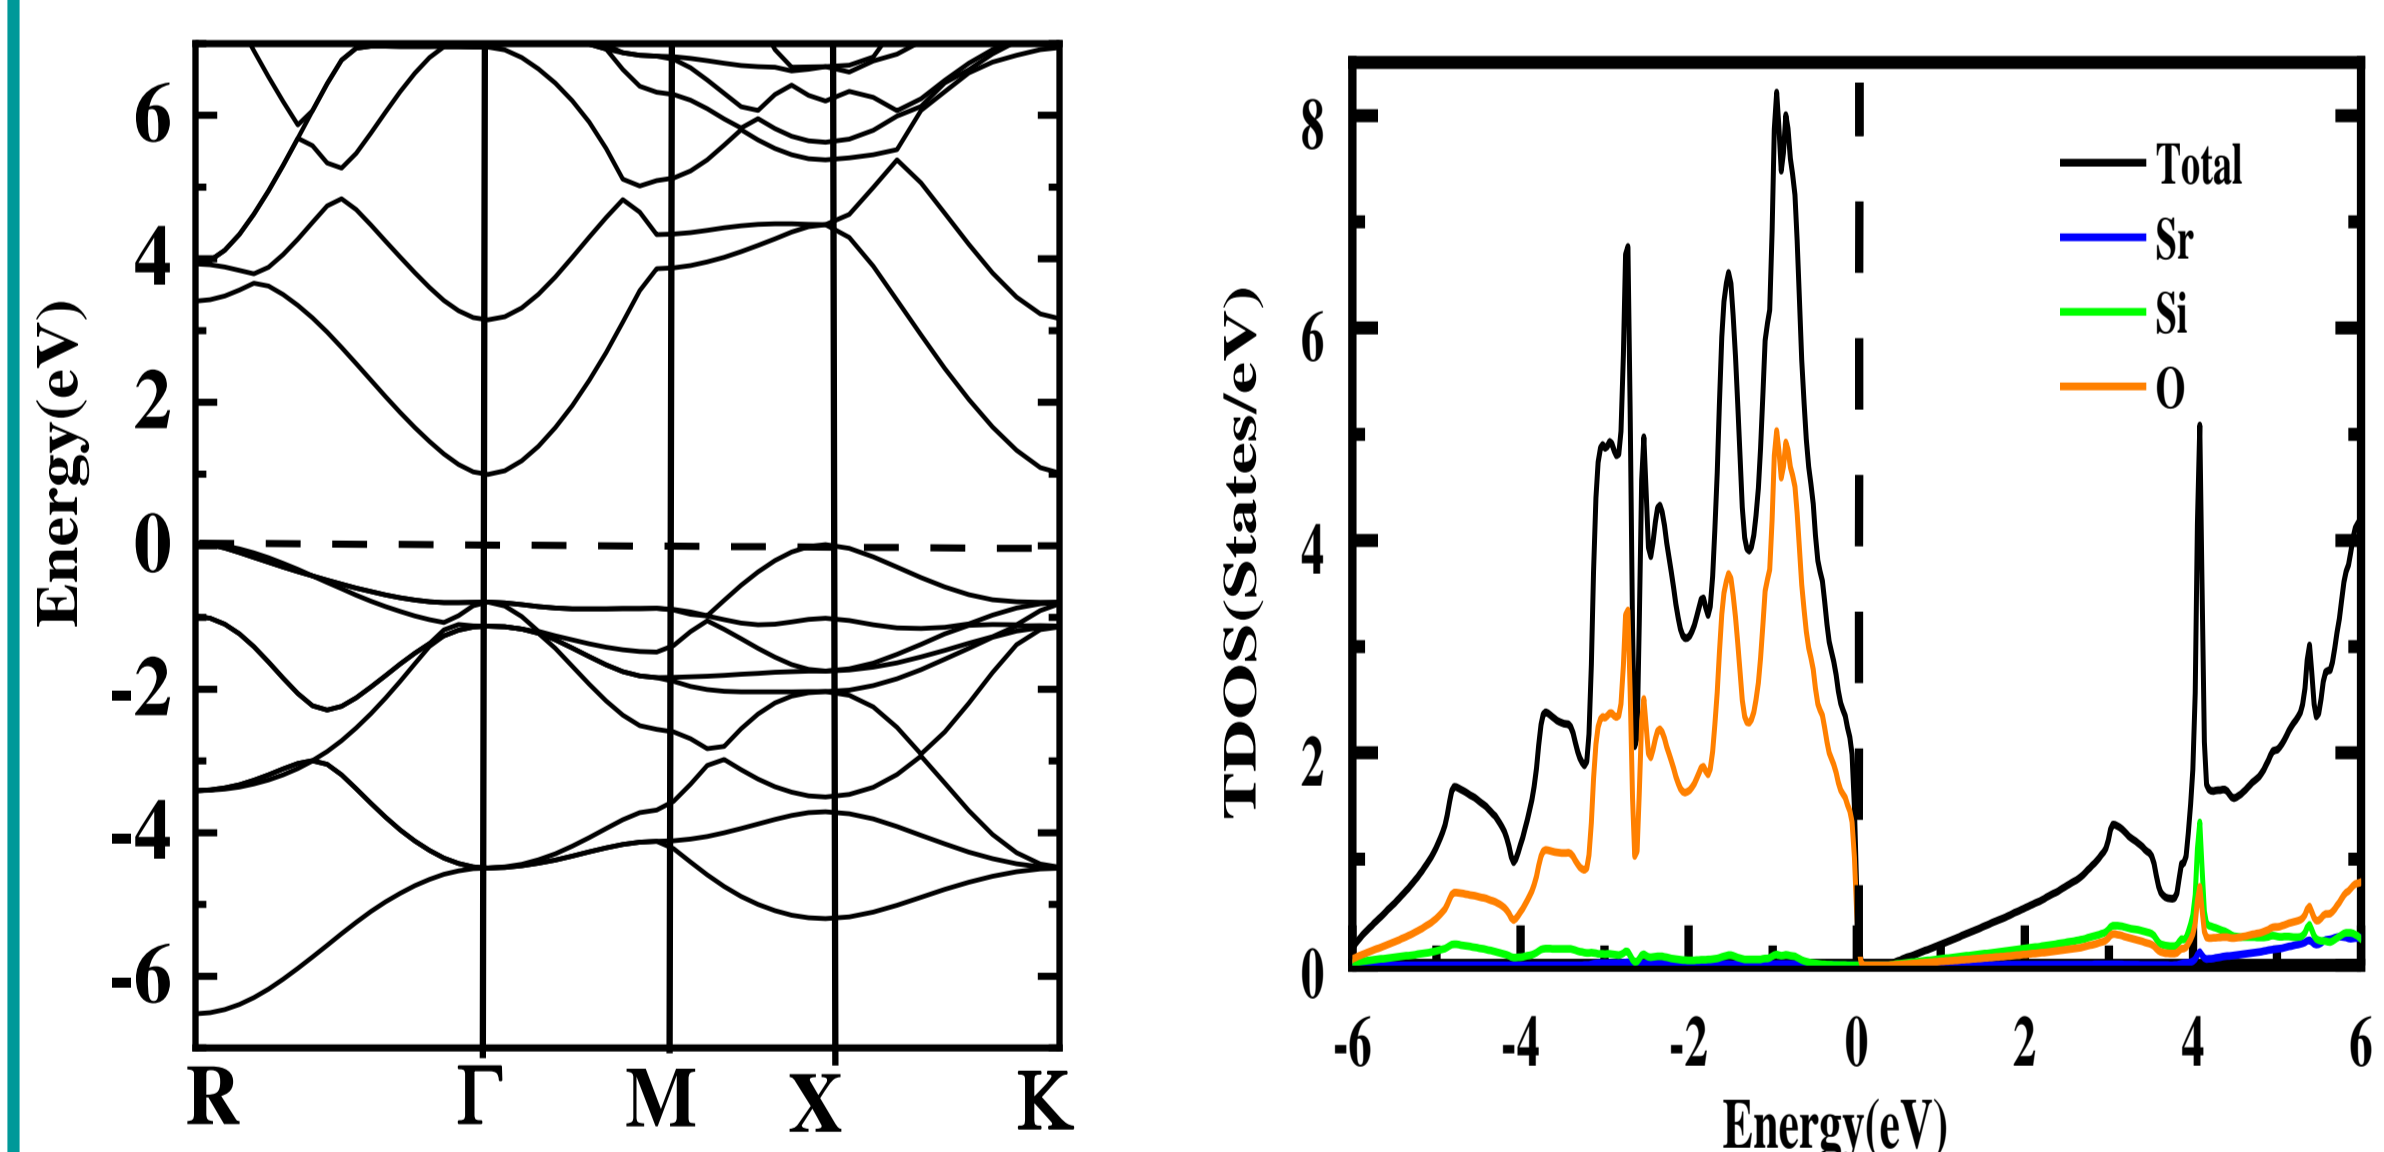 Energy(eV)
6
4
2
0
-2
-4
-6
R Γ M X K
TDOS(States/eV)
8
6
4
2
0
Total
Sr
Si
O
-6 -4 -2 0 2 4 6
Energy(eV)